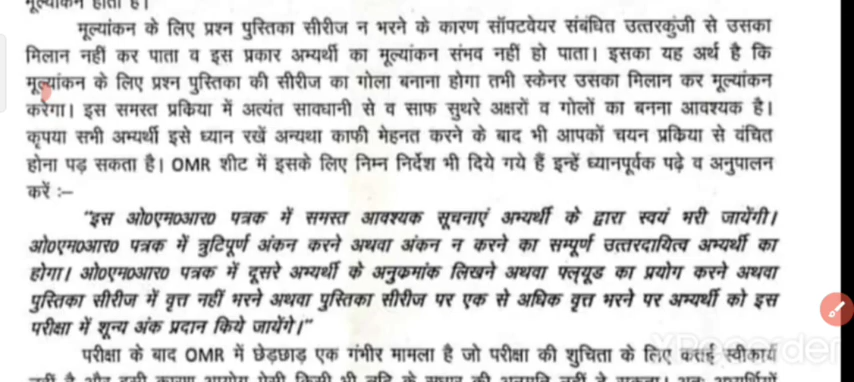 मूल्यांकन होता है।
मूल्यांकन के लिए प्रश्न पुस्तिका सीरीज न भरने के कारण सॉफ्टवेयर संबंधित उत्तरकुंजी से उसका
मिलान नहीं कर पाता व इस प्रकार अभ्यर्थी का मूल्यांकन संभव नहीं हो पाता। इसका यह अर्थ है कि
मूल्यांकन के लिए प्रश्न पुस्तिका की सीरीज का गोला बनाना होगा तभी स्केनर उसका मिलान कर मूल्यांकन
करेगा। इस समस्त प्रक्रिया में अत्यंत सावधानी से व साफ सुथरे अक्षरों व गोलों का बनना आवश्यक है।
कृपया सभी अभ्यर्थी इसे ध्यान रखें अन्यथा काफी मेहनत करने के बाद भी आपकों चयन प्रकिया से वंचित
होना पड़ सकता है। OMR शीट में इसके लिए निम्न निर्देश भी दिये गये हैं इन्हें ध्यानपूर्वक पढ़े व अनुपालन
करें :–
"इस ओ०एम०आर० पत्रक में समस्त आवश्यक सूचनाएं अभ्यर्थी के द्वारा स्वयं भरी जायेंगी।
ओ०एम०आर० पत्रक में त्रुटिपूर्ण अंकन करने अथवा अंकन न करने का सम्पूर्ण उत्तरदायित्व अभ्यर्थी का
होगा। ओ०एम०आर० पत्रक में दूसरे अभ्यर्थी के अनुकमांक लिखने अथवा फ्लूयूड का प्रयोग करने अथवा
पुस्तिका सीरीज में वृत्त नहीं भरने अथवा पुस्तिका सीरीज पर एक से अधिक वृत्त भरने पर अभ्यर्थी को इस
परीक्षा में शून्य अंक प्रदान किये जायेंगे।"
परीक्षा के बाद OMR में छेड़छाड़ एक गंभीर मामला है जो परीक्षा की शुचिता के लिए कतई स्वीकार्य
XRecorder